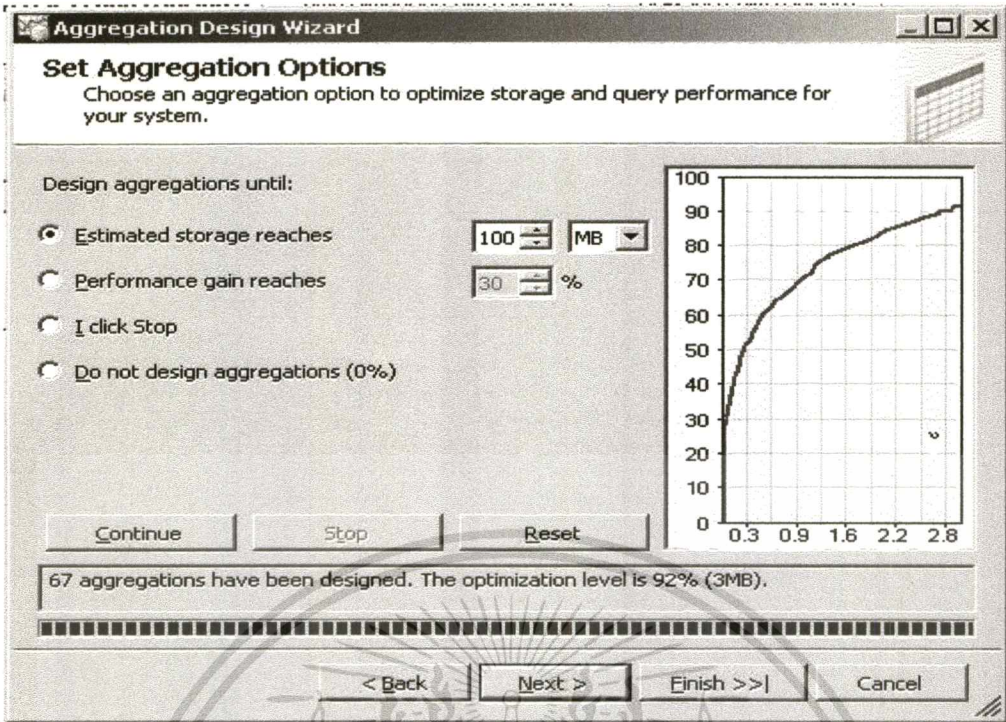 Aggregation Design Wizard
Set Aggregation Options
Choose an aggregation option to optimize storage and query performance for
your system.
Design aggregations until:
Estimated storage reaches 100 MB
Performance gain reaches 30 %
I click Stop
Do not design aggregations (0%)
100
90
80
70
60
50
40
30
20
10
0
0.3 0.9 1.6 2.2 2.8
Continue Stop Reset
67 aggregations have been designed. The optimization level is 92% (3MB).
< Back Next > Finish >>| Cancel